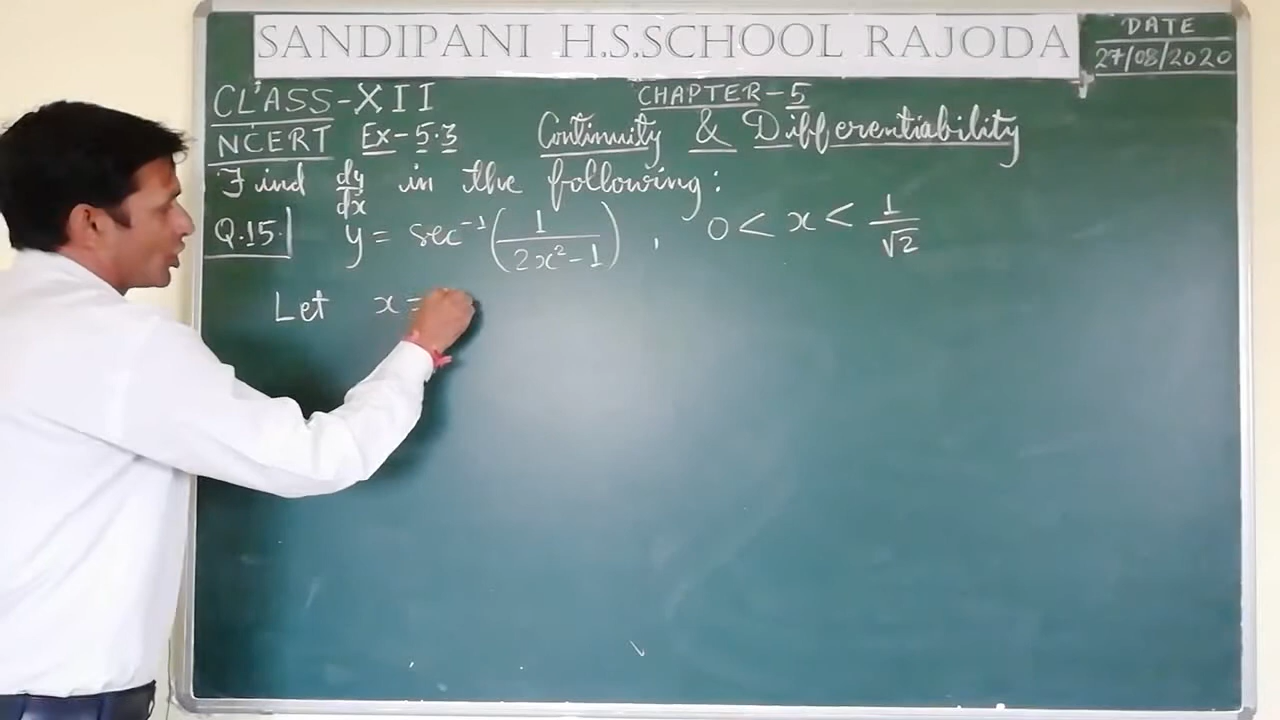 SANDIPANI H.S.SCHOOL RAJODA
DATE
27/08/2020
CLASS-XII
CHAPTER-5
NCERT Ex-5.3 Continuity & Differentiability
Find dy/dx in the following:
Q.15. y = sec⁻¹(1/(2x²-1)), 0 < x < 1/√2
Let x=